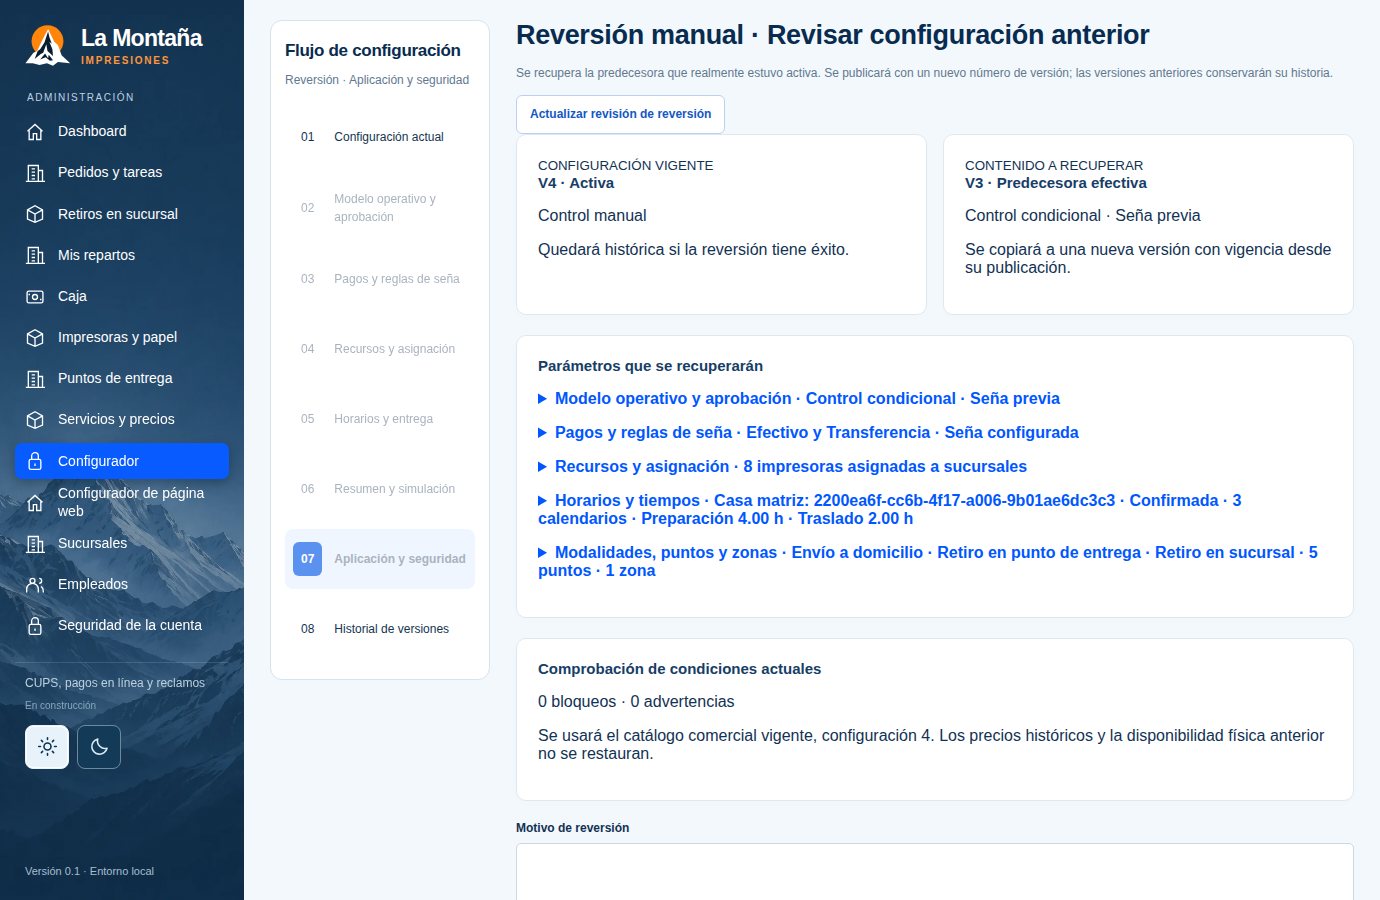 La Montaña
IMPRESIONES
ADMINISTRACIÓN
Dashboard
Pedidos y tareas
Retiros en sucursal
Mis repartos
Caja
Impresoras y papel
Puntos de entrega
Servicios y precios
Configurador
Configurador de página
web
Sucursales
Empleados
Seguridad de la cuenta
CUPS, pagos en línea y reclamos
En construcción
Versión 0.1 · Entorno local
Flujo de configuración
Reversión · Aplicación y seguridad
01 Configuración actual
02 Modelo operativo y
aprobación
03 Pagos y reglas de seña
04 Recursos y asignación
05 Horarios y entrega
06 Resumen y simulación
07 Aplicación y seguridad
08 Historial de versiones
Reversión manual · Revisar configuración anterior
Se recupera la predecesora que realmente estuvo activa. Se publicará con un nuevo número de versión; las versiones anteriores conservarán su historia.
Actualizar revisión de reversión
CONFIGURACIÓN VIGENTE
V4 · Activa
Control manual
Quedará histórica si la reversión tiene éxito.
CONTENIDO A RECUPERAR
V3 · Predecesora efectiva
Control condicional · Seña previa
Se copiará a una nueva versión con vigencia desde
su publicación.
Parámetros que se recuperarán
Modelo operativo y aprobación · Control condicional · Seña previa
Pagos y reglas de seña · Efectivo y Transferencia · Seña configurada
Recursos y asignación · 8 impresoras asignadas a sucursales
Horarios y tiempos · Casa matriz: 2200ea6f-cc6b-4f17-a006-9b01ae6dc3c3 · Confirmada · 3
calendarios · Preparación 4.00 h · Traslado 2.00 h
Modalidades, puntos y zonas · Envío a domicilio · Retiro en punto de entrega · Retiro en sucursal · 5
puntos · 1 zona
Comprobación de condiciones actuales
0 bloqueos · 0 advertencias
Se usará el catálogo comercial vigente, configuración 4. Los precios históricos y la disponibilidad física anterior
no se restauran.
Motivo de reversión